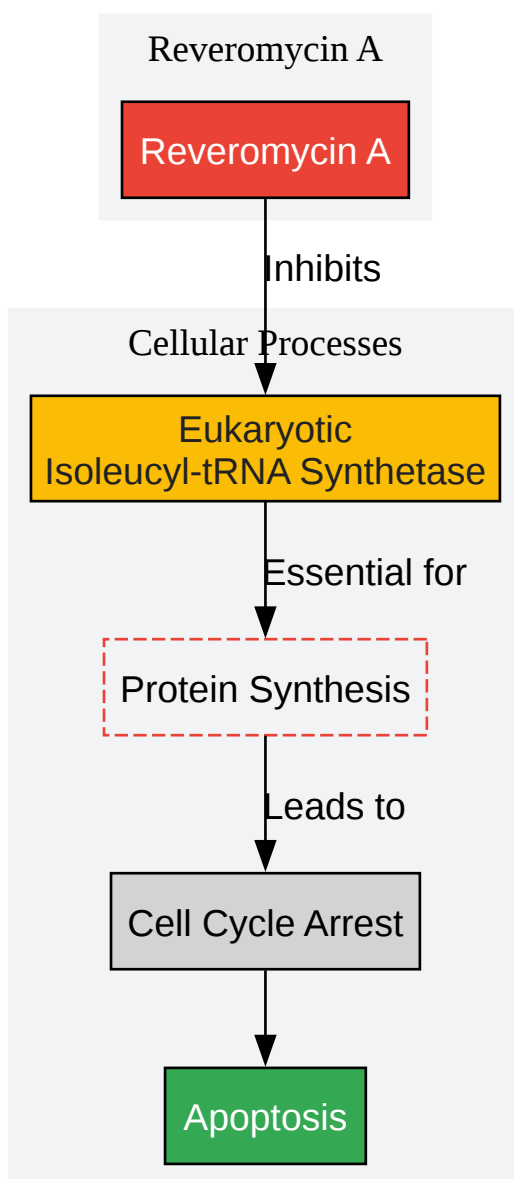 Reveromycin A
Reveromycin A
Inhibits
Cellular Processes
Eukaryotic
Isoleucyl-tRNA Synthetase
Essential for
Protein Synthesis
Leads to
Cell Cycle Arrest
Apoptosis